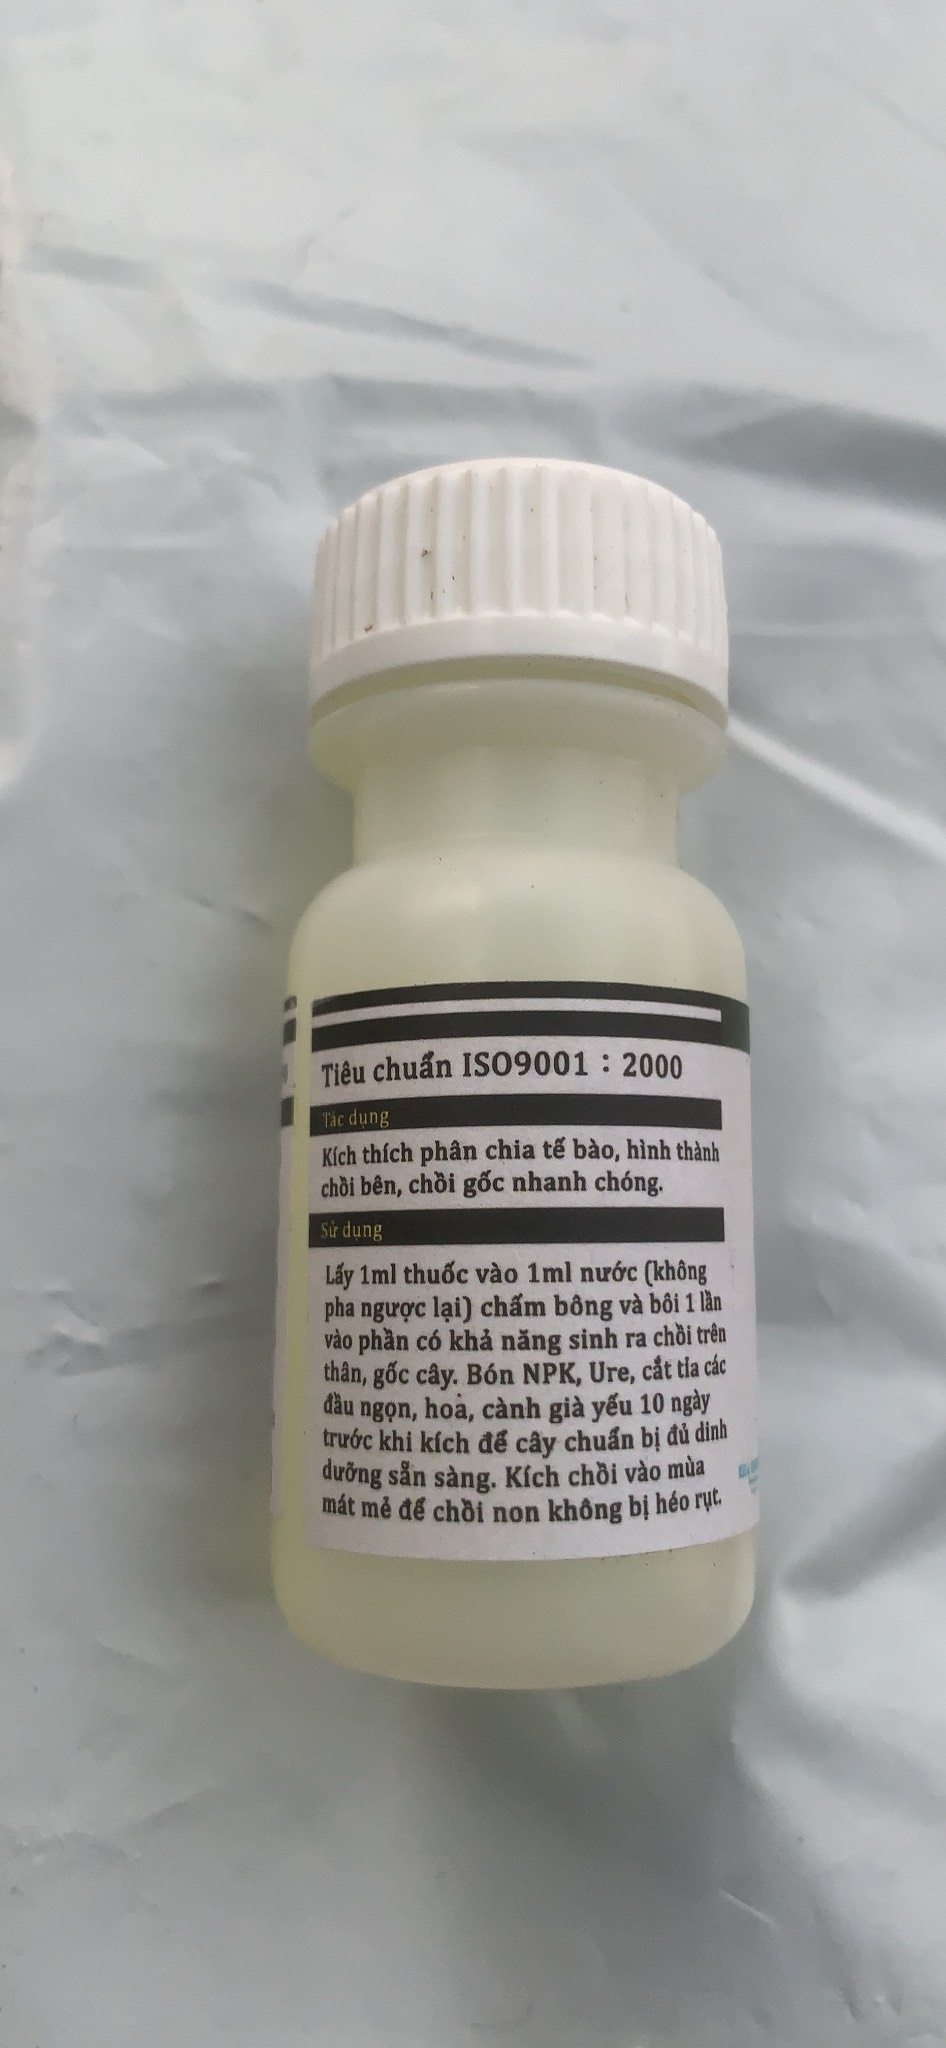 Tiêu chuẩn ISO9001 : 2000
Tác dụng
Kích thích phân chia tế bào, hình thành
chồi bên, chồi gốc nhanh chóng.
Sử dụng
Lấy 1ml thuốc vào 1ml nước (không
pha ngược lại) chấm bông và bôi 1 lần
vào phần có khả năng sinh ra chồi trên
thân, gốc cây. Bón NPK, Ure, cắt tỉa các
đầu ngọn, hoả, cành già yếu 10 ngày
trước khi kích để cây chuẩn bị đủ dinh
dưỡng sẵn sàng. Kích chồi vào mùa
mát mẻ để chồi non không bị héo rụt.